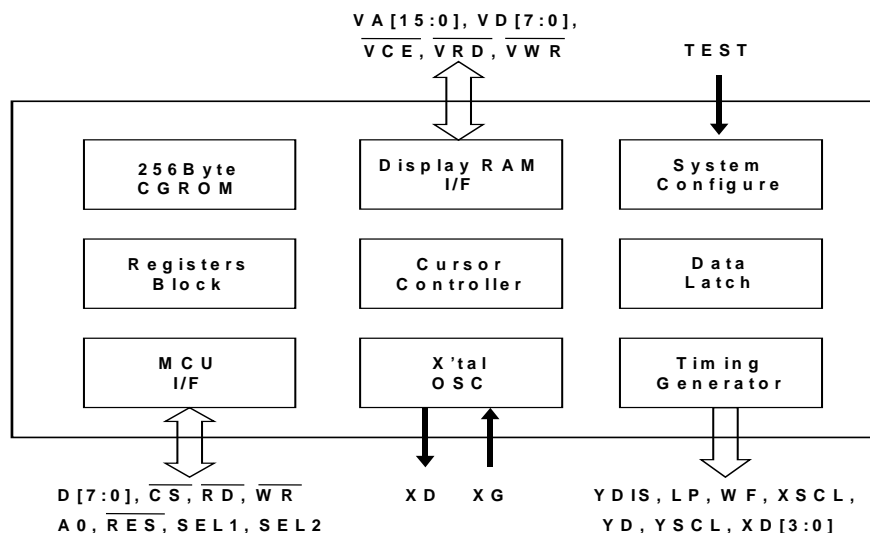 VA[15:0], VD[7:0],
VCE, VRD, VWR
TEST
256Byte
CGROM
Display RAM
I/F
System
Configure
Registers
Block
Cursor
Controller
Data
Latch
MCU
I/F
X'tal
OSC
Timing
Generator
D[7:0], CS, RD, WR
A0, RES, SEL1, SEL2
XD XG
YDIS, LP, WF, XSCL,
YD, YSCL, XD[3:0]